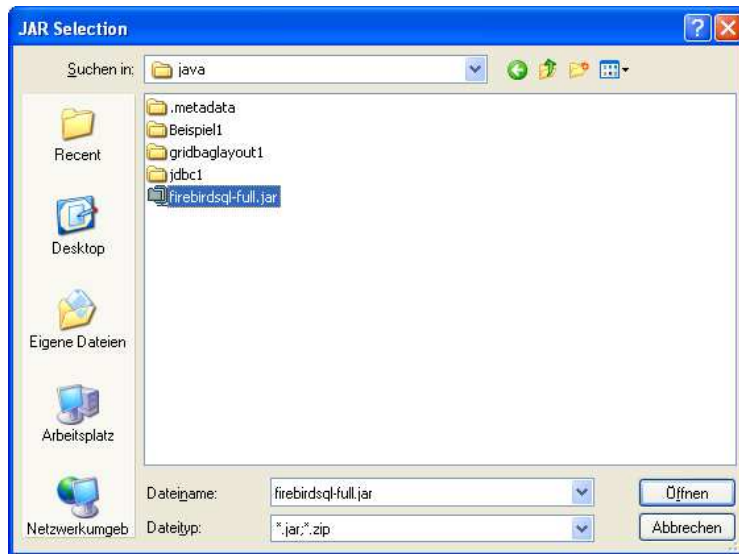 JAR Selection
Suchen in:
java
Recent
Desktop
Eigene Dateien
Arbeitsplatz
Netzwerkumgeb
.metadata
Beispiel1
gridbaglayout1
jdbc1
firebirdsql-full.jar
Dateiname:
firebirdsql-full.jar
Öffnen
Dateityp:
*.jar;*.zip
Abbrechen